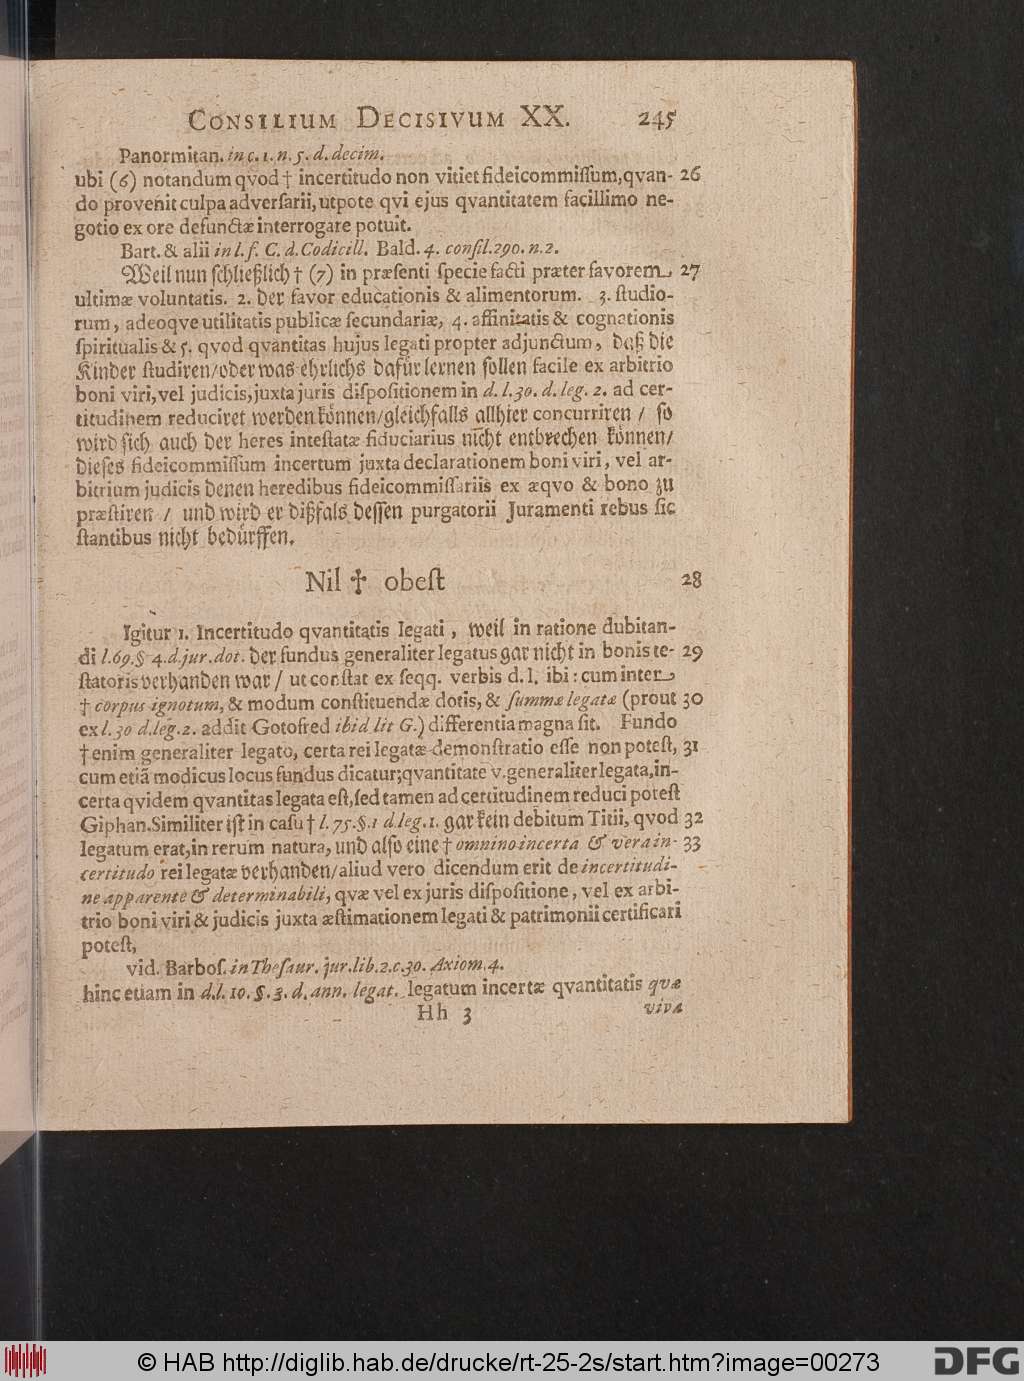 CONSILIUM DECISIVUM XX. 245
Panormitan. in c. 1. n. 5. d. decim.
ubi (6) notandum qvod † incertitudo non vitiet fideicommiſſum, qvan- 26
do provenit culpa adverſarii, utpote qvi ejus qvantitatem facillimo ne-
gotio ex ore defunctæ interrogare potuit.
Bart. & alii in l. f. C. d. Codicill. Bald. 4. conſil. 290. n. 2.
Weil nun ſchließlich † (7) in præſenti ſpecie facti præter favorem 27
ultimæ voluntatis. 2. der favor educationis & alimentorum. 3. ſtudio-
rum, adeoqve utilitatis publicæ ſecundariæ, 4. affinitatis & cognationis
ſpiritualis & 5. qvod qvantitas hujus legati propter adjunctum, daß die
Kinder ſtudiren/ oder was ehrlichs dafür lernen ſollen facile ex arbitrio
boni viri, vel judicis, juxta juris diſpoſitionem in d. l. 30. d. leg. 2. ad cer-
titudinem reduciret werden können/ gleichfalls allhier concurriren / ſo
wird ſich auch der heres inteſtatæ fiduciarius nicht entbrechen können/
dieſes fideicommiſſum incertum juxta declarationem boni viri, vel ar-
bitrium judicis denen heredibus fideicommiſſariis ex æqvo & bono zu
præſtiren / und wird er dißfals deſſen purgatorii Juramenti rebus ſic
ſtantibus nicht bedürffen.
Nil † obeſt 28
Igitur 1. Incertitudo qvantitatis legati, weil in ratione dubitan-
di l. 69. § 4. d. jur. dot. der fundus generaliter legatus gar nicht in bonis te- 29
ſtatoris verhanden war / ut conſtat ex ſeqq. verbis d. l. ibi: cum inter
† corpus ignotum, & modum conſtituendæ dotis, & ſummæ legatæ (prout 30
ex l. 30 d. leg. 2. addit Gotofred ibid lit G.) differentia magna ſit. Fundo
† enim generaliter legato, certa rei legatæ demonſtratio eſſe non poteſt, 31
cum etiã modicus locus fundus dicatur; qvantitate v. generaliter legata, in-
certa qvidem qvantitas legata eſt, ſed tamen ad certitudinem reduci poteſt
Giphan. Similiter iſt in caſu † l. 75. §. 1 d. leg. 1. gar kein debitum Titii, qvod 32
legatum erat, in rerum natura, und alſo eine † omnino incerta & vera in- 33
certitudo rei legatæ verhanden/ aliud vero dicendum erit de incertitudi-
ne apparente & determinabili, qvæ vel ex juris diſpoſitione, vel ex arbi-
trio boni viri & judicis juxta æſtimationem legati & patrimonii certificari
poteſt,
vid. Barboſ. in Theſaur. jur. lib. 2. c. 30. Axiom. 4.
hinc etiam in d. l. 10. §. 3. d. ann. legat. legatum incertæ qvantitatis qvæ
Hh 3 viva
© HAB http://diglib.hab.de/drucke/rt-25-2s/start.htm?image=00273 DFG